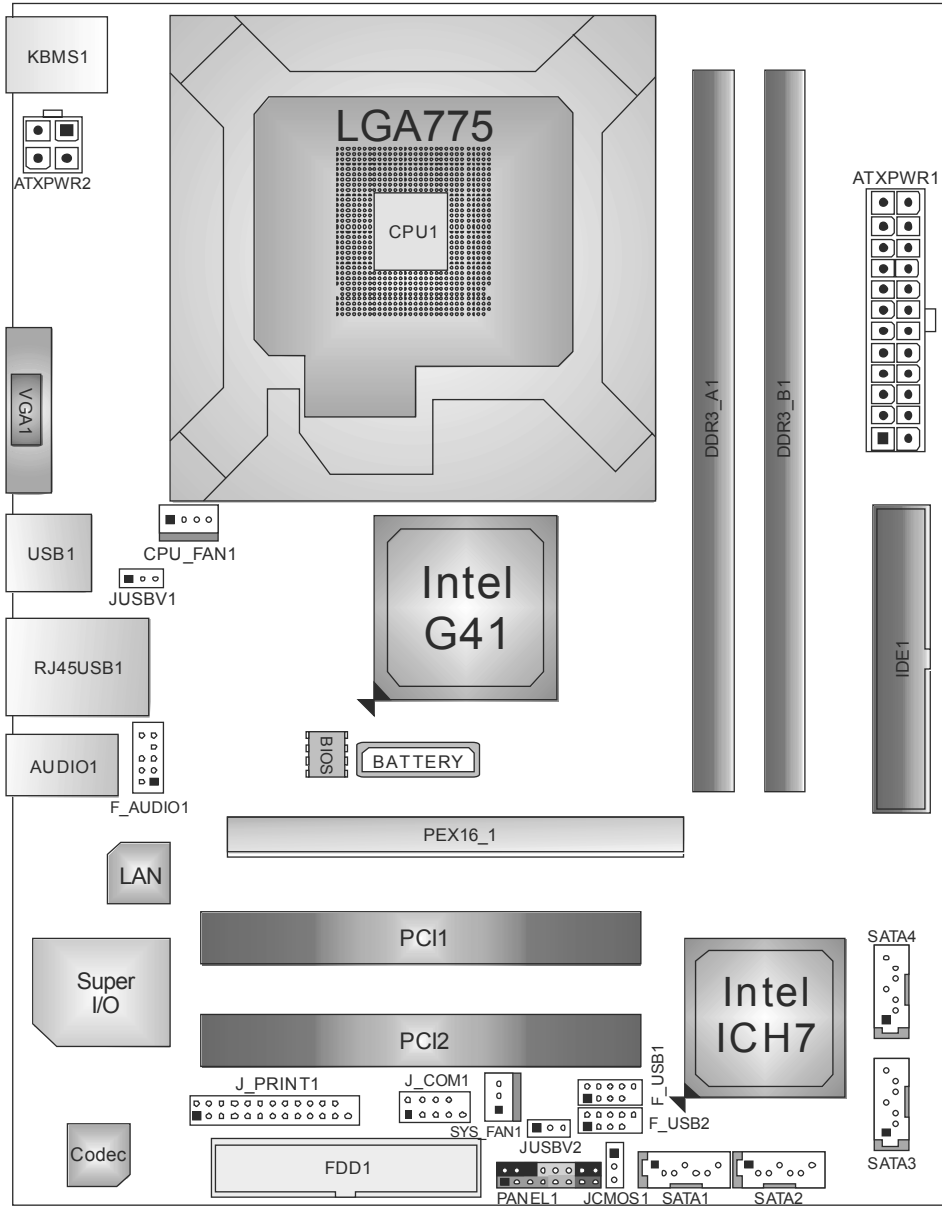 KBMS1
ATXPWR2
LGA775
CPU1
ATXPWR1
VGA1
DDR3_A1
DDR3_B1
USB1
CPU_FAN1
JUSBV1
Intel
G41
RJ45USB1
IDE1
AUDIO1
F_AUDIO1
BIOS
BATTERY
PEX16_1
LAN
PCI1
SATA4
Super
I/O
Intel
ICH7
PCI2
J_PRINT1
J_COM1
SYS_FAN1
F_USB1
F_USB2
JUSBV2
Codec
FDD1
PANEL1
JCMOS1
SATA1
SATA2
SATA3